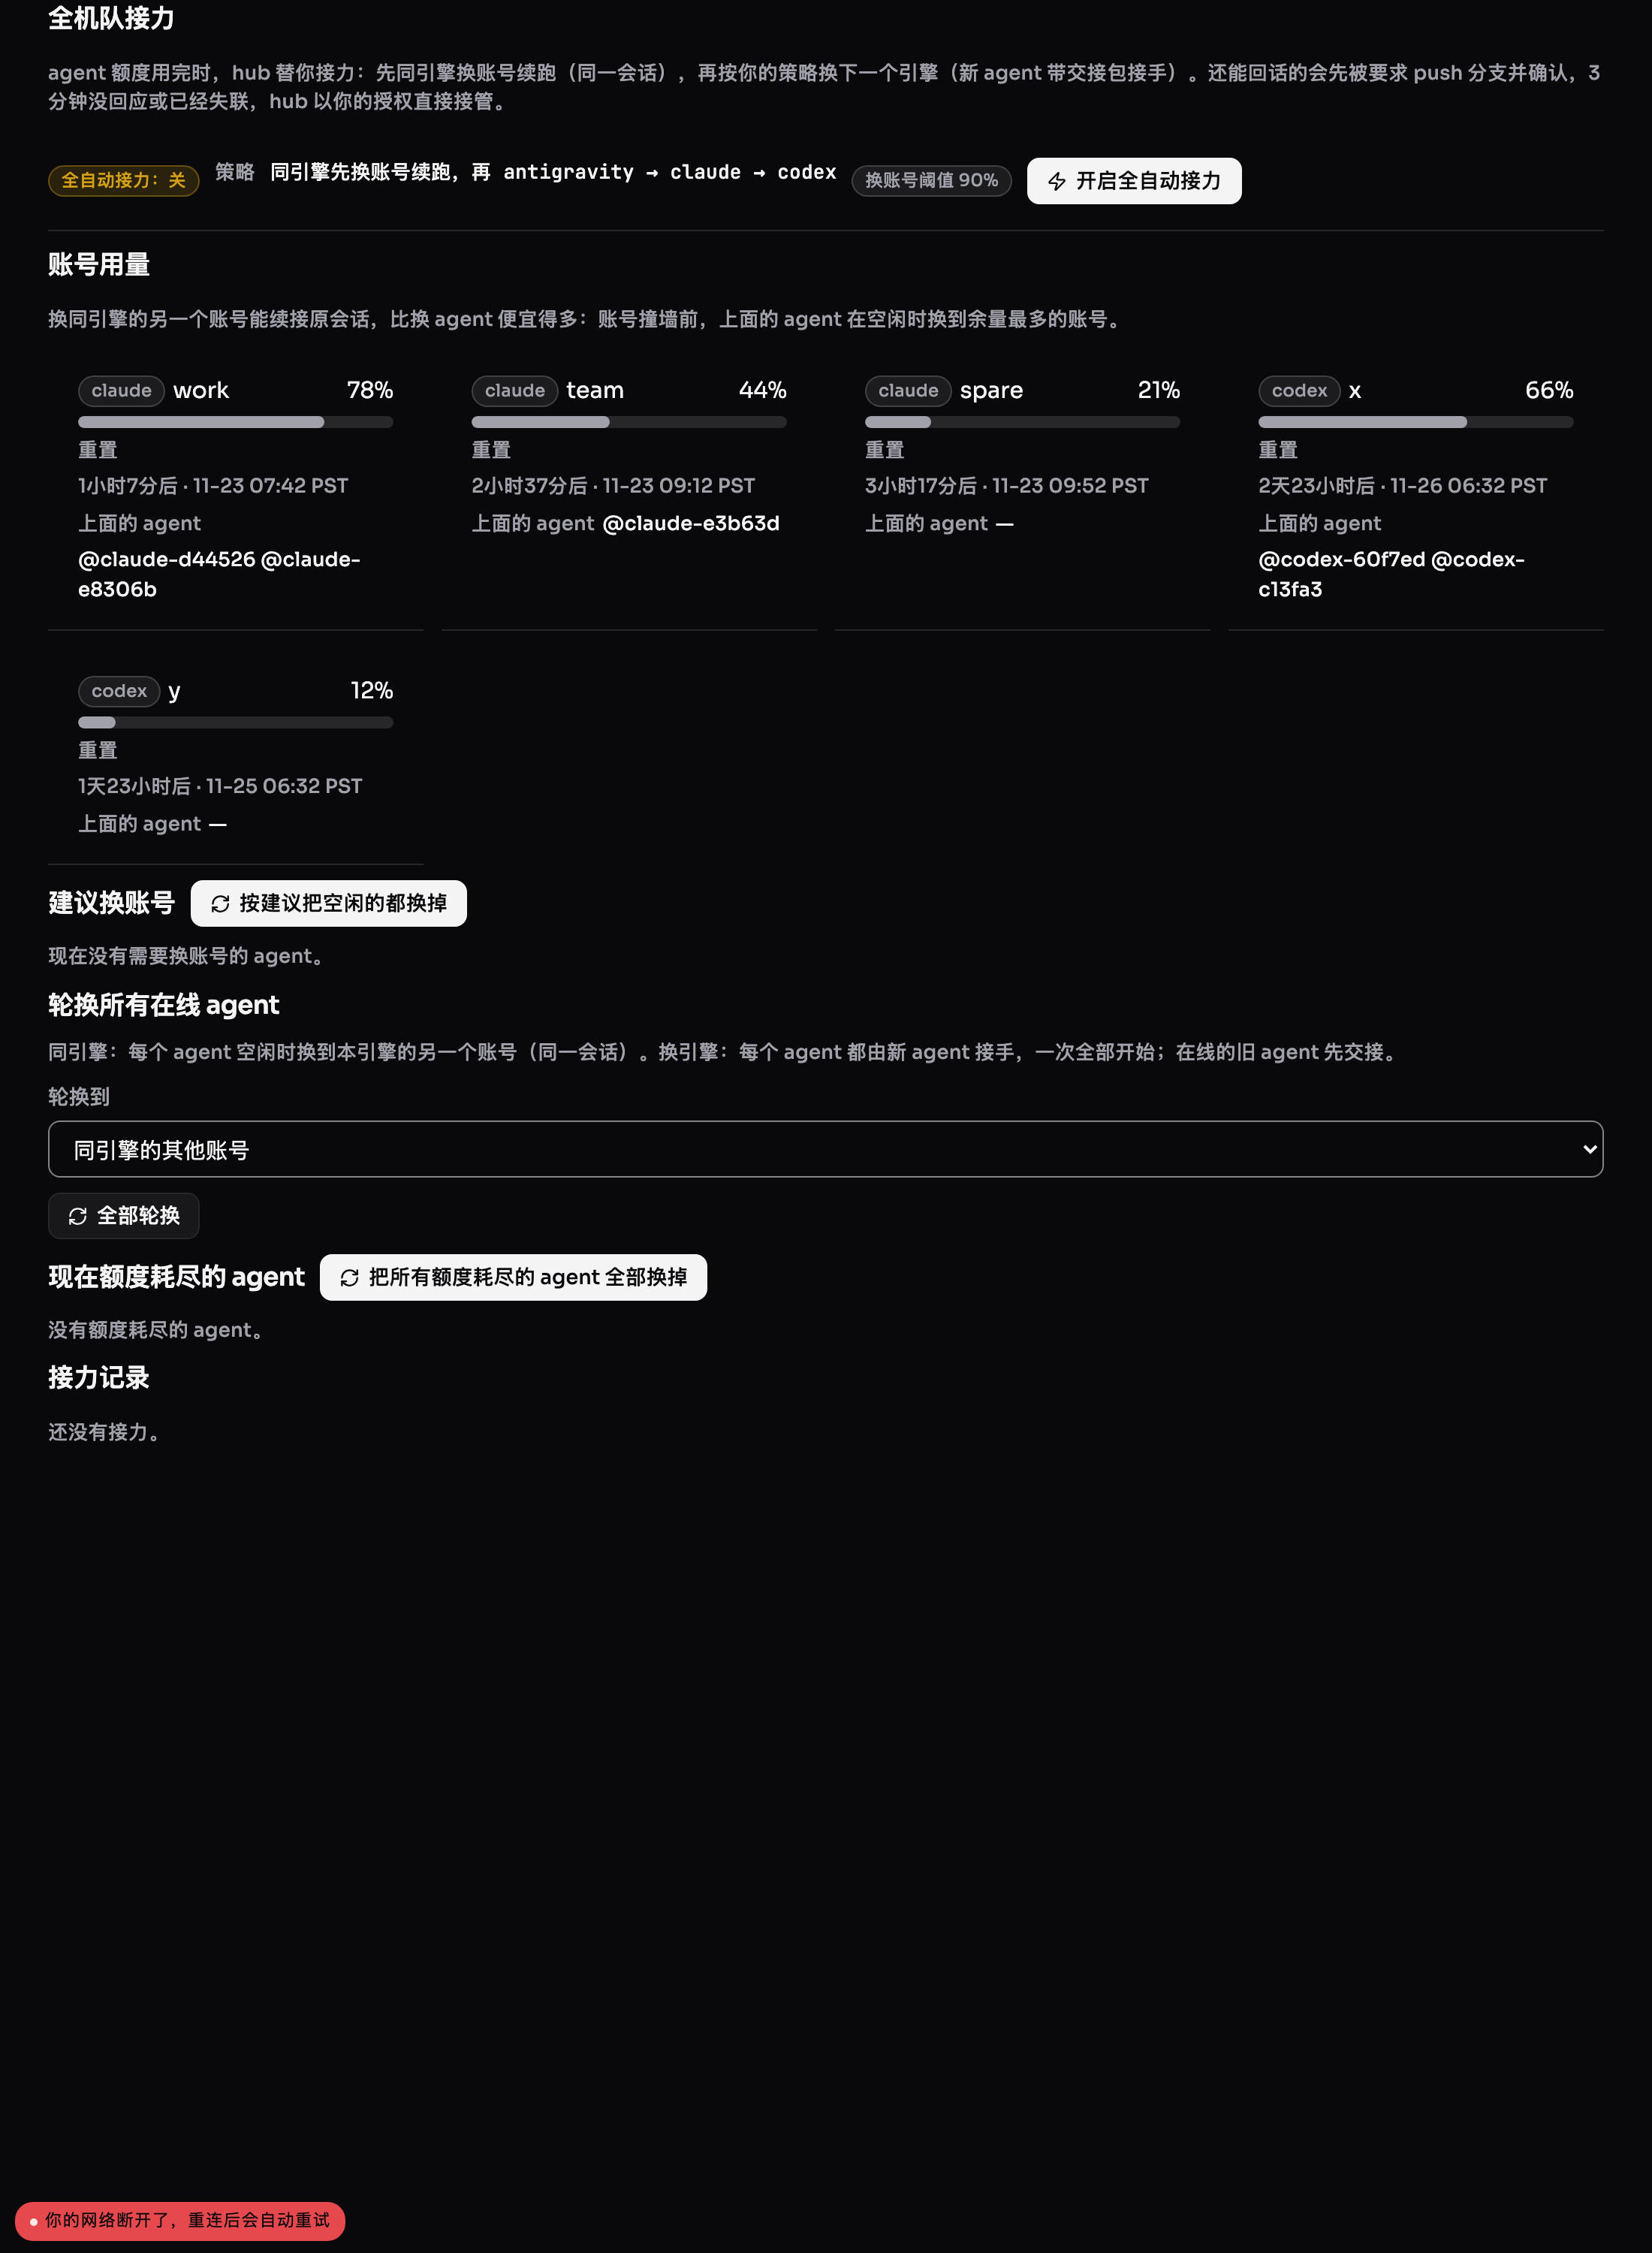 全机队接力
agent 额度用完时，hub 替你接力：先同引擎换账号续跑（同一会话），再按你的策略换下一个引擎（新 agent 带交接包接手）。还能回话的会先被要求 push 分支并确认，3
分钟没回应或已经失联，hub 以你的授权直接接管。
全自动接力：关 策略 同引擎先换账号续跑，再 antigravity → claude → codex 换账号阈值 90% 开启全自动接力
账号用量
换同引擎的另一个账号能续接原会话，比换 agent 便宜得多：账号撞墙前，上面的 agent 在空闲时换到余量最多的账号。
claude work 78%
重置
1小时7分后 · 11-23 07:42 PST
上面的 agent
@claude-d44526 @claude-
e8306b
claude team 44%
重置
2小时37分后 · 11-23 09:12 PST
上面的 agent @claude-e3b63d
claude spare 21%
重置
3小时17分后 · 11-23 09:52 PST
上面的 agent —
codex x 66%
重置
2天23小时后 · 11-26 06:32 PST
上面的 agent
@codex-60f7ed @codex-
c13fa3
codex y 12%
重置
1天23小时后 · 11-25 06:32 PST
上面的 agent —
建议换账号 按建议把空闲的都换掉
现在没有需要换账号的 agent。
轮换所有在线 agent
同引擎：每个 agent 空闲时换到本引擎的另一个账号（同一会话）。换引擎：每个 agent 都由新 agent 接手，一次全部开始；在线的旧 agent 先交接。
轮换到
同引擎的其他账号
全部轮换
现在额度耗尽的 agent 把所有额度耗尽的 agent 全部换掉
没有额度耗尽的 agent。
接力记录
还没有接力。
你的网络断开了，重连后会自动重试